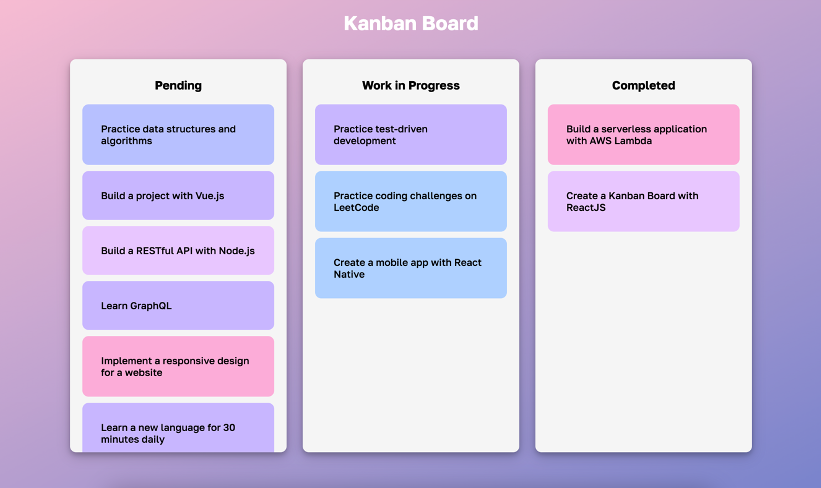 Kanban Board
Pending
Practice data structures and
algorithms
Build a project with Vue.js
Build a RESTful API with Node.js
Learn GraphQL
Implement a responsive design
for a website
Learn a new language for 30
minutes daily
Work in Progress
Practice test-driven
development
Practice coding challenges on
LeetCode
Create a mobile app with React
Native
Completed
Build a serverless application
with AWS Lambda
Create a Kanban Board with
ReactJS